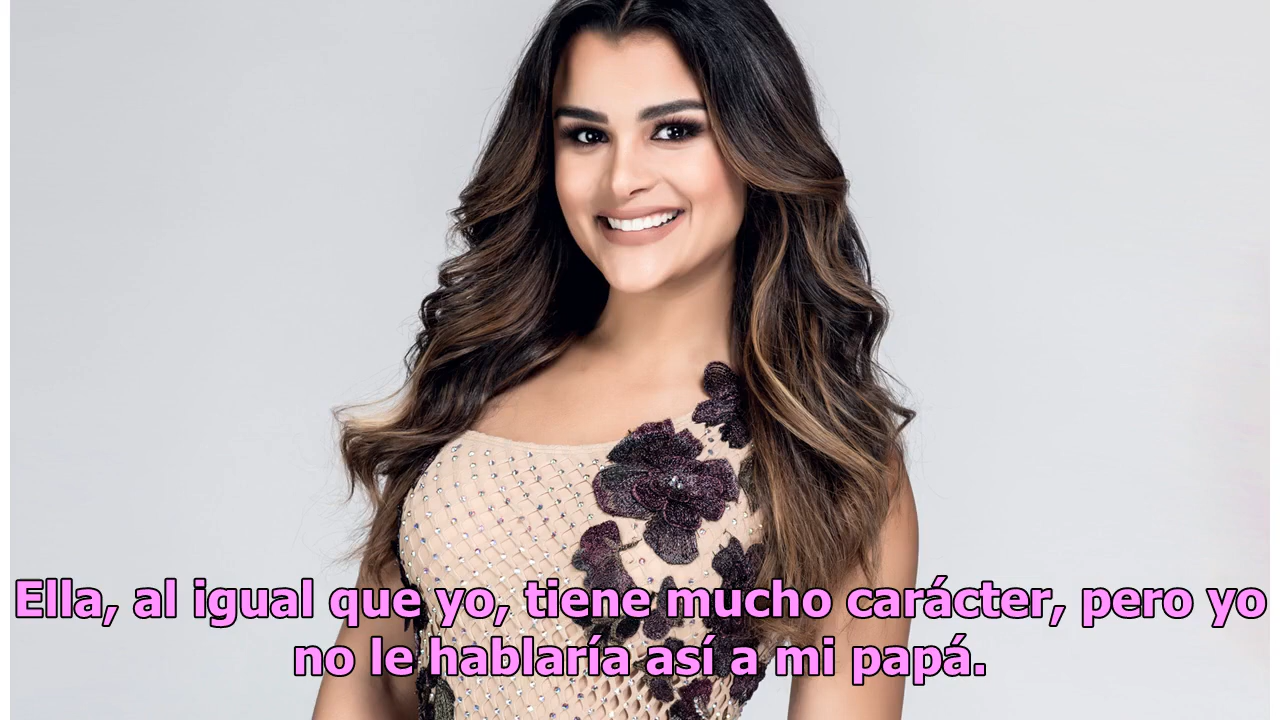 Ella, al igual que yo, tiene mucho carácter, pero yo
no le hablaría así a mi papá.